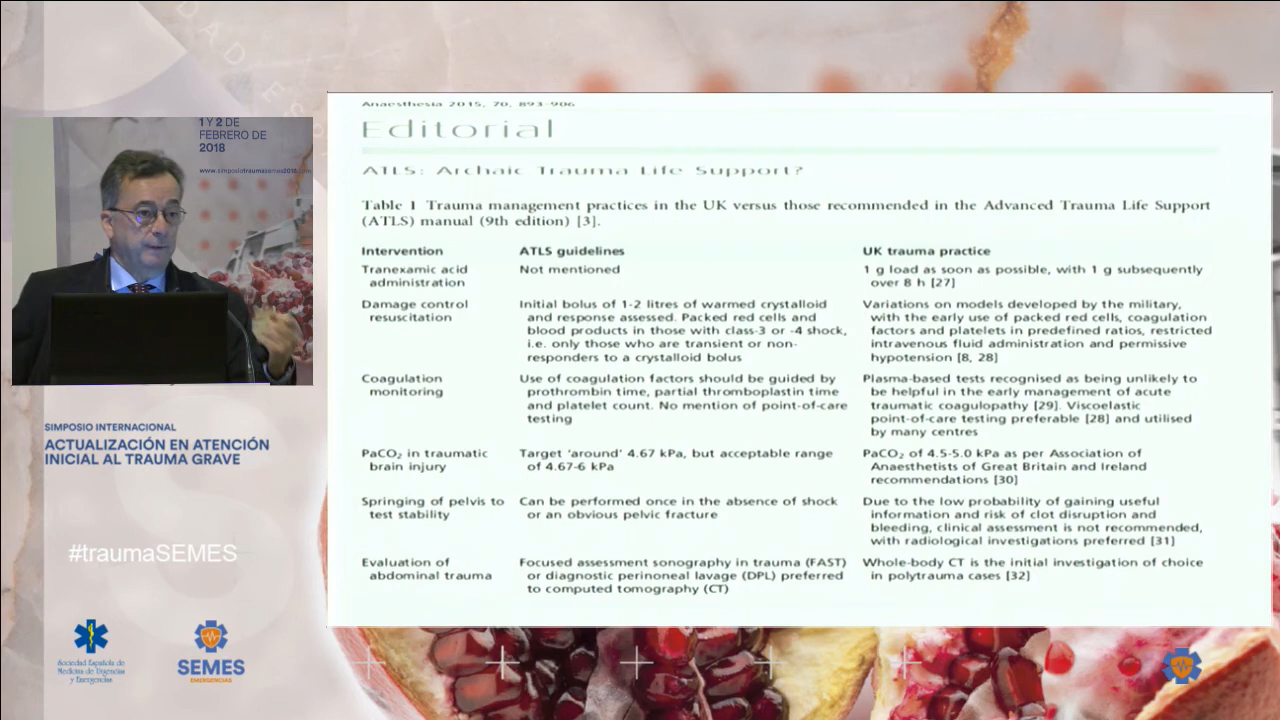 1 Y 2 DE
FEBRERO DE
2018
www.simposiotraumasemes2018.com
SIMPOSIO INTERNACIONAL
ACTUALIZACIÓN EN ATENCIÓN
INICIAL AL TRAUMA GRAVE
#traumaSEMES
Sociedad Española de
Medicina de Urgencias
y Emergencias
SEMES
EMERGENCIAS
Anaesthesia 2015, 70, 893–906
Editorial
ATLS: Archaic Trauma Life Support?
Table 1 Trauma management practices in the UK versus those recommended in the Advanced Trauma Life Support
(ATLS) manual (9th edition) [3].
Intervention ATLS guidelines UK trauma practice
Tranexamic acid Not mentioned 1 g load as soon as possible, with 1 g subsequently
administration over 8 h [27]
Damage control Initial bolus of 1-2 litres of warmed crystalloid Variations on models developed by the military,
resuscitation and response assessed. Packed red cells and with the early use of packed red cells, coagulation
blood products in those with class-3 or -4 shock, factors and platelets in predefined ratios, restricted
i.e. only those who are transient or non- intravenous fluid administration and permissive
responders to a crystalloid bolus hypotension [8, 28]
Coagulation Use of coagulation factors should be guided by Plasma-based tests recognised as being unlikely to
monitoring prothrombin time, partial thromboplastin time be helpful in the early management of acute
and platelet count. No mention of point-of-care traumatic coagulopathy [29]. Viscoelastic
testing point-of-care testing preferable [28] and utilised
by many centres
PaCO₂ in traumatic Target 'around' 4.67 kPa, but acceptable range PaCO₂ of 4.5-5.0 kPa as per Association of
brain injury of 4.67-6 kPa Anaesthetists of Great Britain and Ireland
recommendations [30]
Springing of pelvis to Can be performed once in the absence of shock Due to the low probability of gaining useful
test stability or an obvious pelvic fracture information and risk of clot disruption and
bleeding, clinical assessment is not recommended,
with radiological investigations preferred [31]
Evaluation of Focused assessment sonography in trauma (FAST) Whole-body CT is the initial investigation of choice
abdominal trauma or diagnostic perinoneal lavage (DPL) preferred in polytrauma cases [32]
to computed tomography (CT)